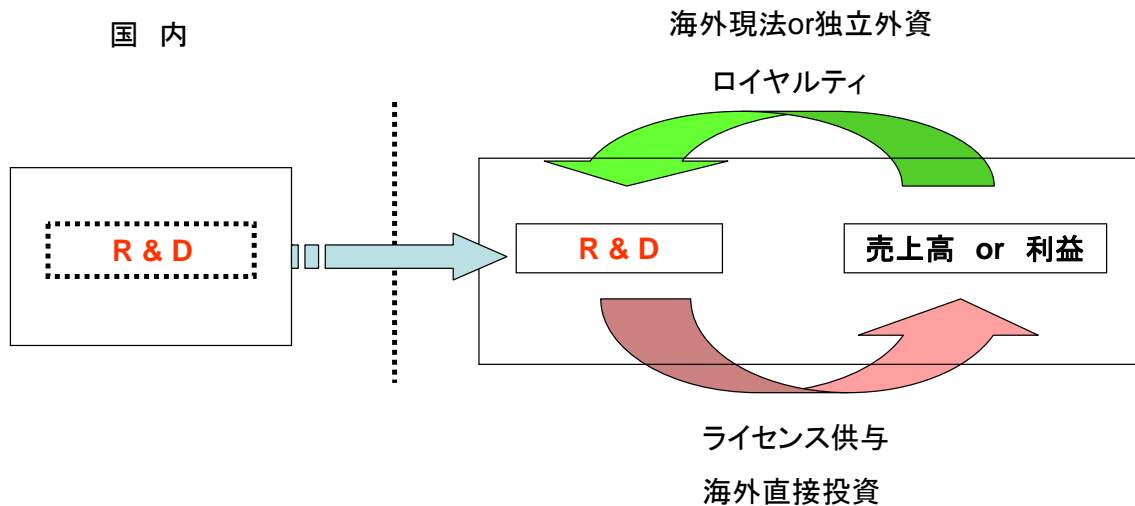 国 内
海外現法or独立外資
ロイヤルティ
R & D
R & D
売上高 or 利益
ライセンス供与
海外直接投資